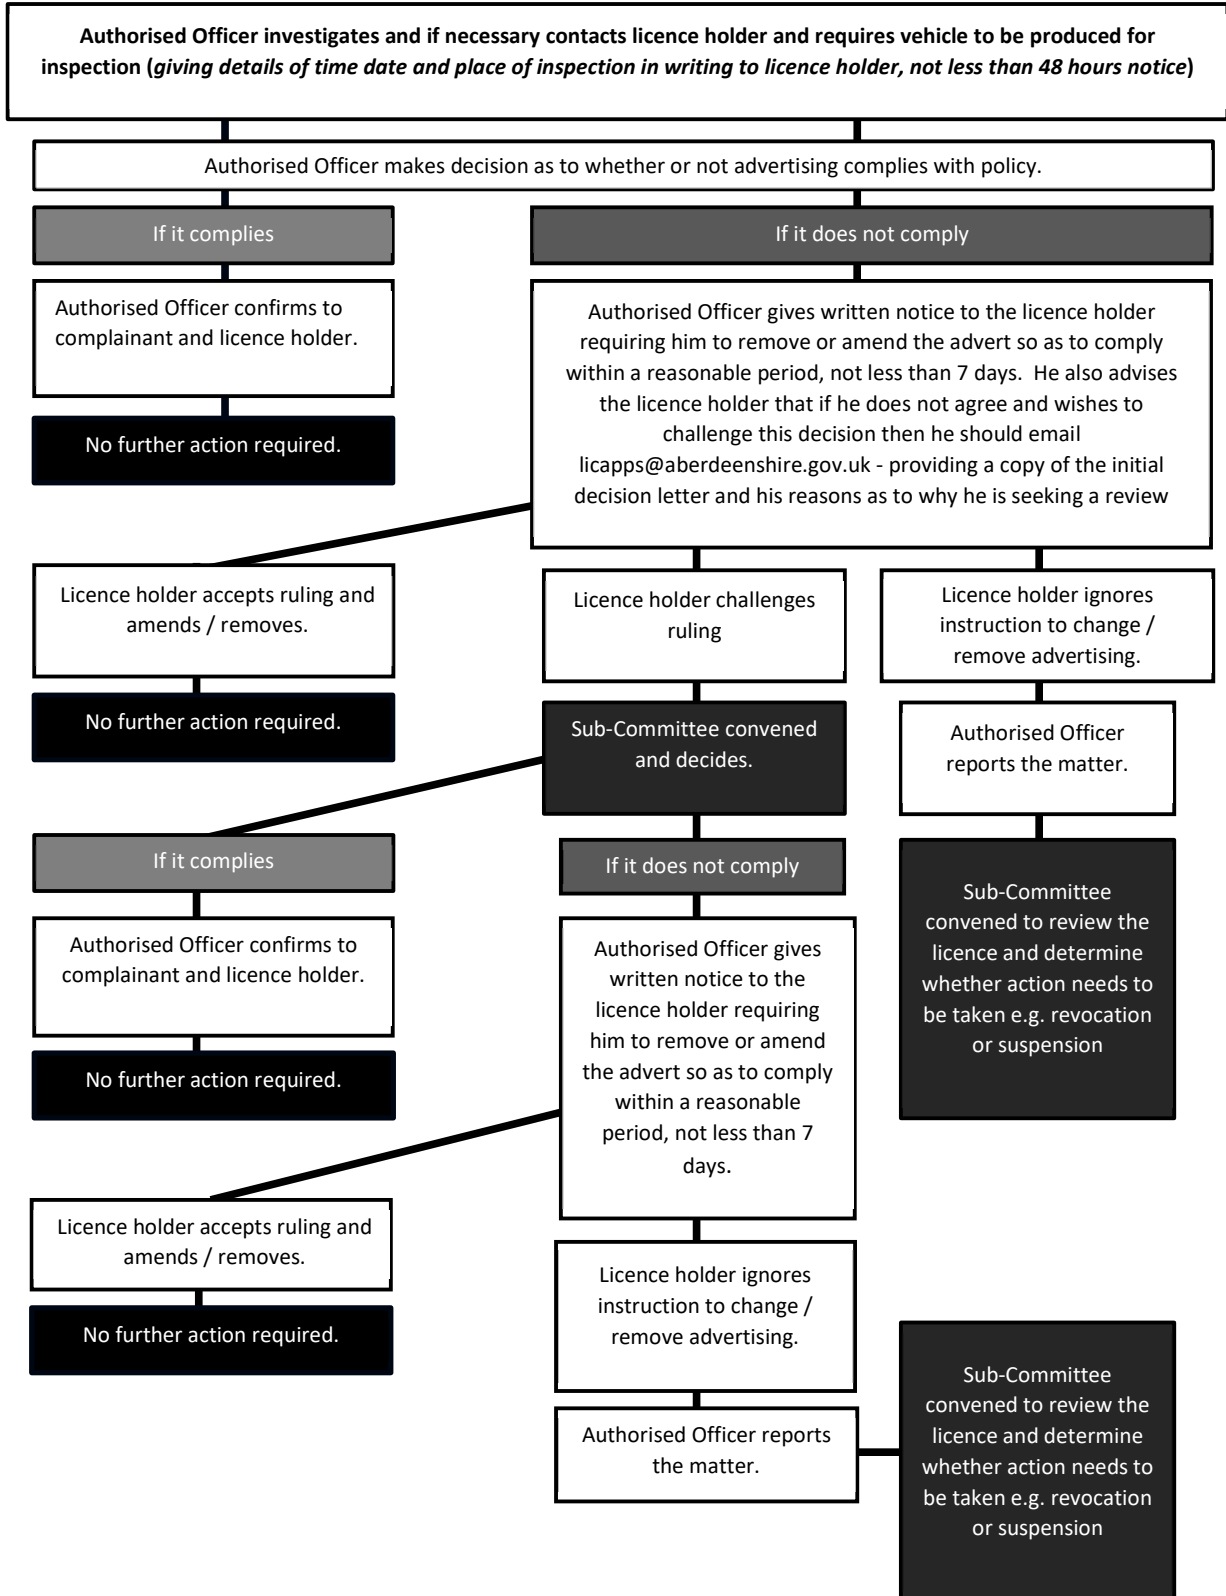 Authorised Officer investigates and if necessary contacts licence holder and requires vehicle to be produced for
inspection (giving details of time date and place of inspection in writing to licence holder, not less than 48 hours notice)
Authorised Officer makes decision as to whether or not advertising complies with policy.
If it complies
If it does not comply
Authorised Officer confirms to
complainant and licence holder.
No further action required.
Authorised Officer gives written notice to the licence holder
requiring him to remove or amend the advert so as to comply
within a reasonable period, not less than 7 days.  He also advises
the licence holder that if he does not agree and wishes to
challenge this decision then he should email
licapps@aberdeenshire.gov.uk - providing a copy of the initial
decision letter and his reasons as to why he is seeking a review
Licence holder accepts ruling and
amends / removes.
No further action required.
Licence holder challenges
ruling
Licence holder ignores
instruction to change /
remove advertising.
Sub-Committee convened
and decides.
Authorised Officer
reports the matter.
If it complies
If it does not comply
Sub-Committee
convened to review the
licence and determine
whether action needs to
be taken e.g. revocation
or suspension
Authorised Officer confirms to
complainant and licence holder.
No further action required.
Authorised Officer gives
written notice to the
licence holder requiring
him to remove or amend
the advert so as to comply
within a reasonable
period, not less than 7
days.
Licence holder accepts ruling and
amends / removes.
No further action required.
Licence holder ignores
instruction to change /
remove advertising.
Authorised Officer reports
the matter.
Sub-Committee
convened to review the
licence and determine
whether action needs to
be taken e.g. revocation
or suspension